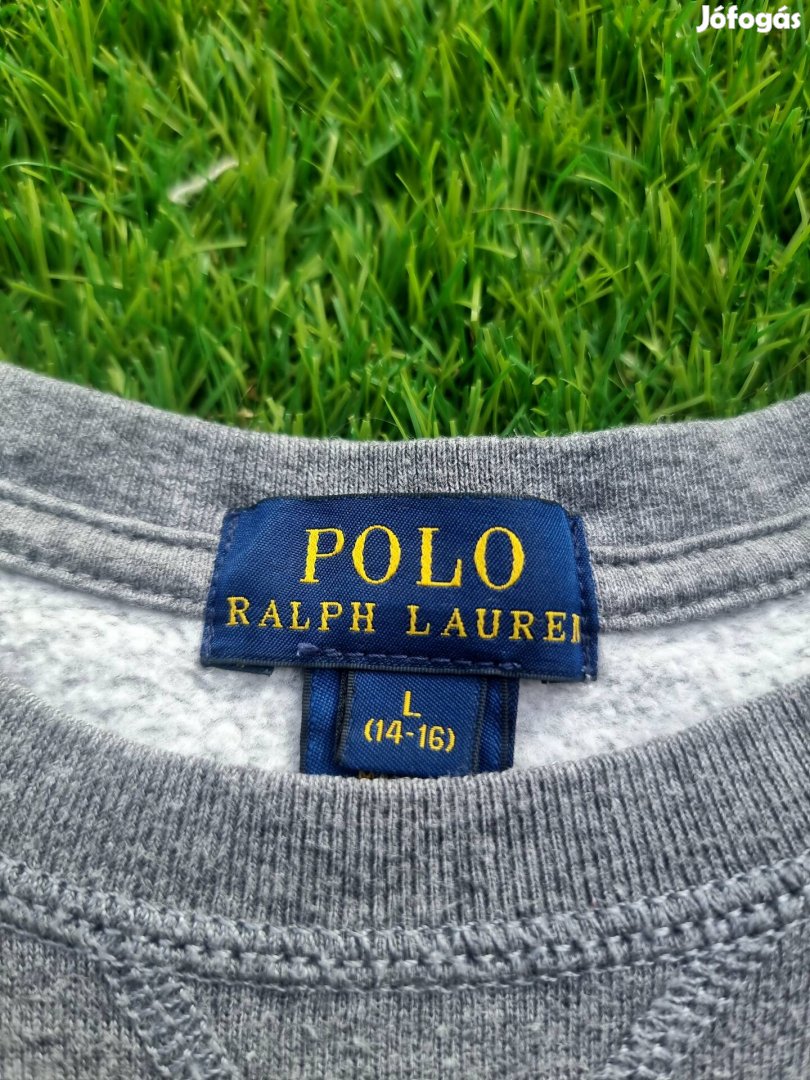 Jófogás
POLO
RALPH LAUREN
L
(14-16)